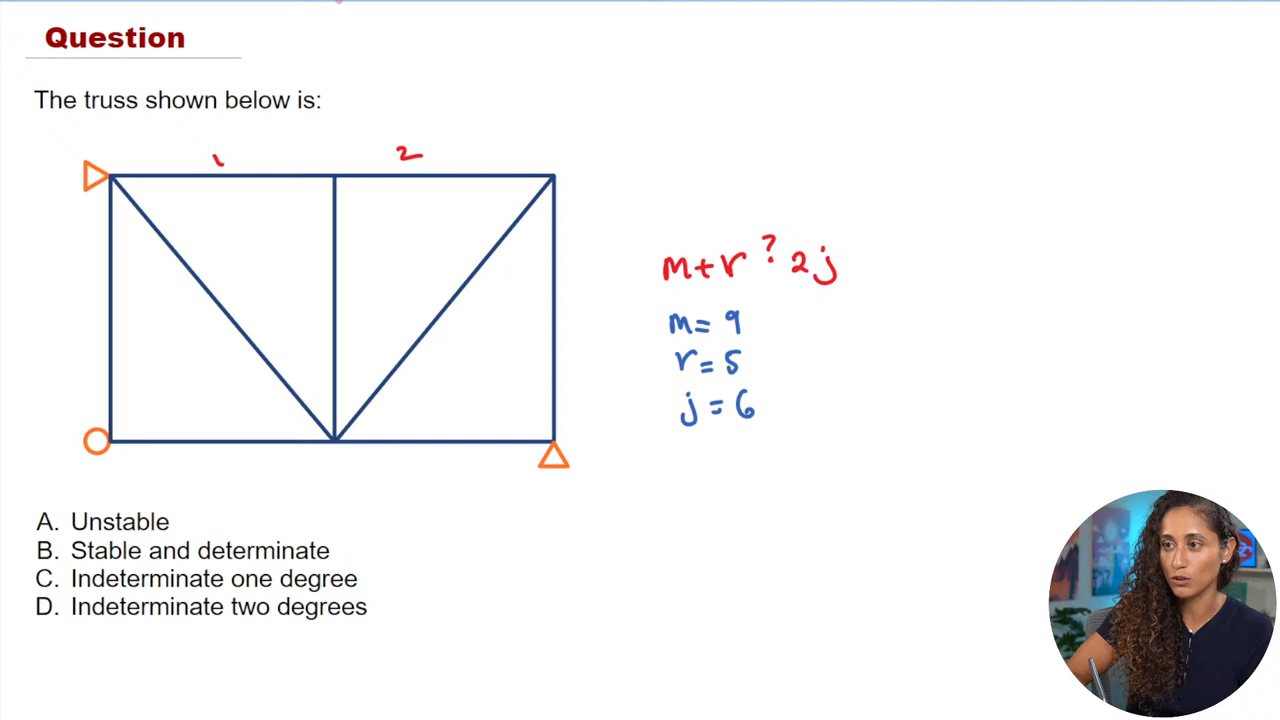 Question
The truss shown below is:
1 2
m+r ? 2j
m = 9
r = 5
j = 6
A. Unstable
B. Stable and determinate
C. Indeterminate one degree
D. Indeterminate two degrees